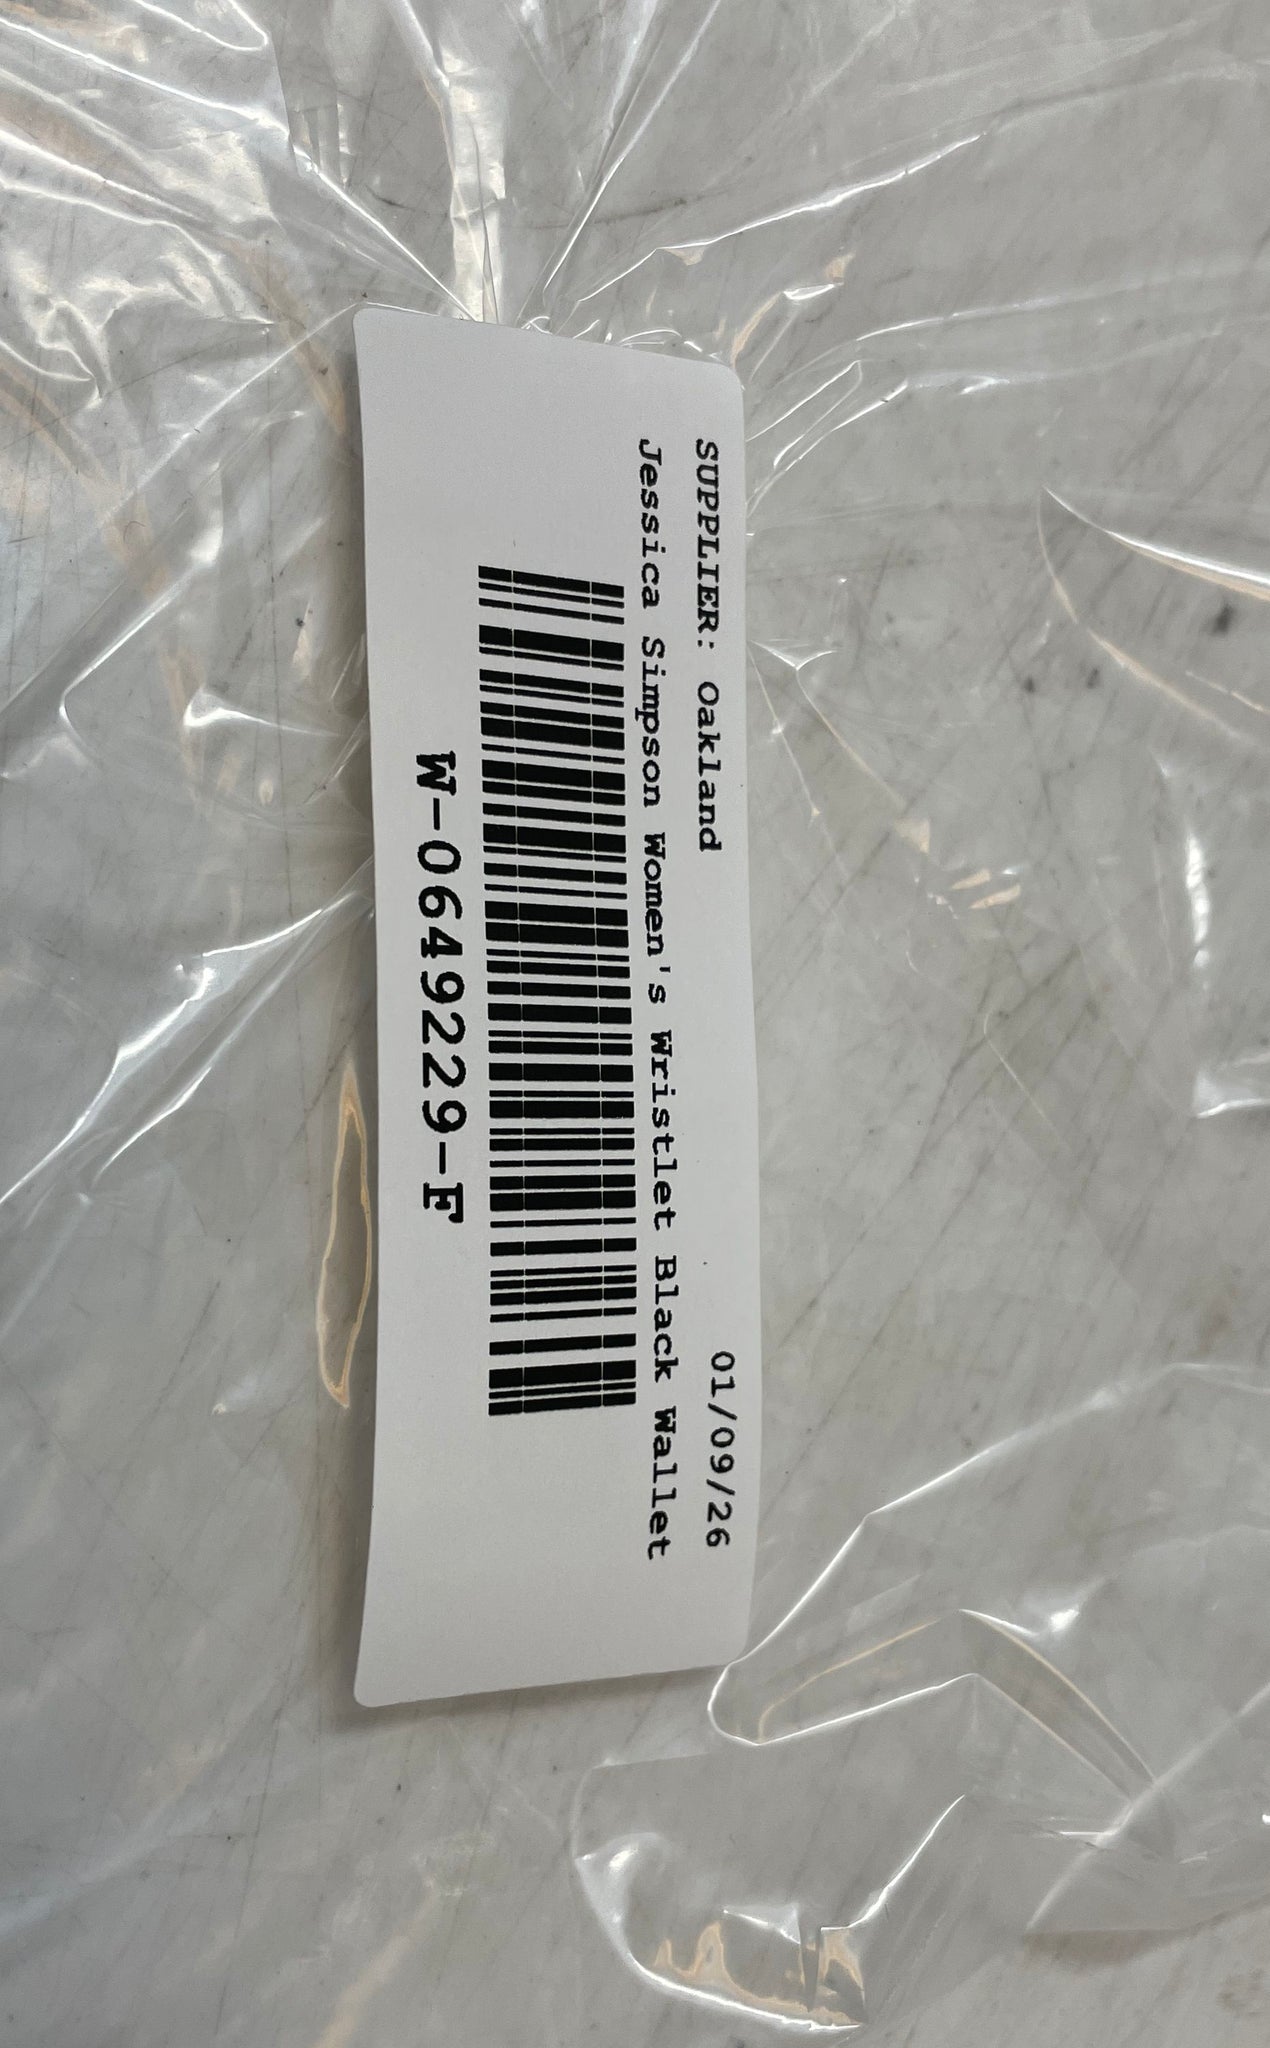 SUPPLIER: Oakland 01/09/26
Jessica Simpson Women's Wristlet Black Wallet
W-0649229-F